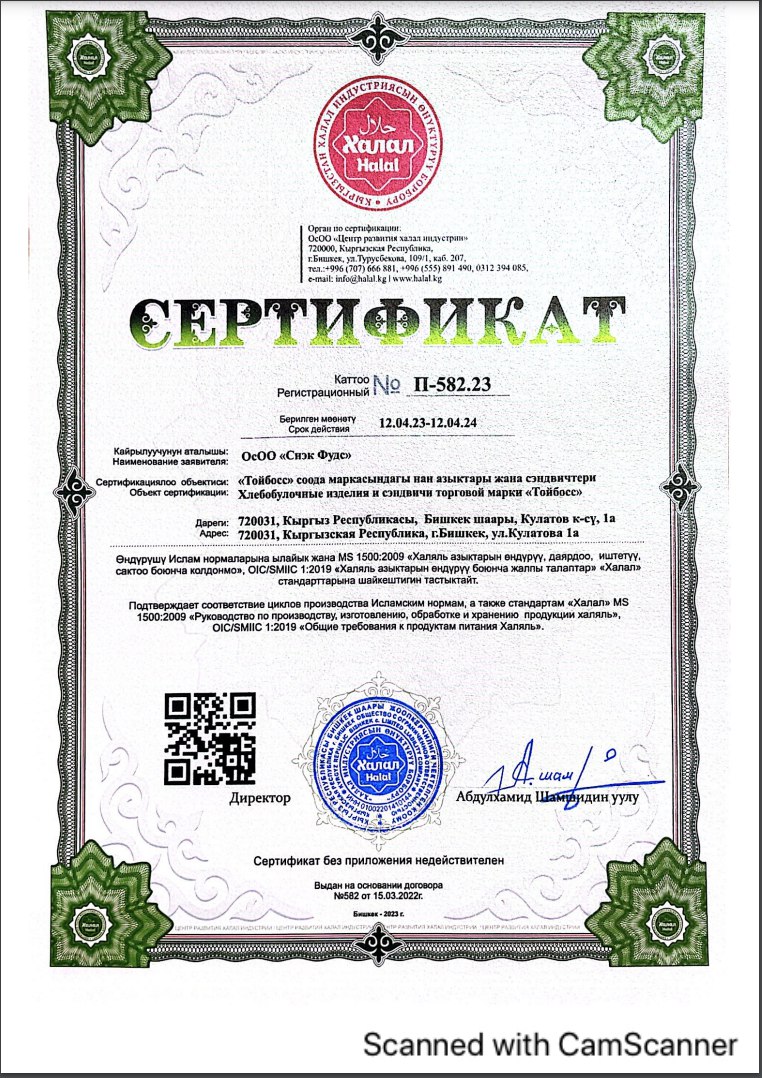 КЫРГЫЗСТАН ХАЛАЛ ИНДУСТРИЯСЫН ӨНҮКТҮРҮҮ БОРБОРУ
حلال
Халал
Halal
Орган по сертификации:
ОсОО «Центр развития халал индустрии»
720000, Кыргызская Республика,
г.Бишкек, ул.Турусбекова, 109/1, каб. 207,
тел.:+996 (707) 666 881, +996 (555) 891 490, 0312 394 085,
e-mail: info@halal.kg | www.halal.kg
СЕРТИФИКАТ
Каттоо
Регистрационный № П-582.23
Берилген мөөнөтү
Срок действия 12.04.23-12.04.24
Кайрылуучунун аталышы:
Наименование заявителя: ОсОО «Снэк Фудс»
Сертификациялоо объектиси: «Тойбосс» соода маркасындагы нан азыктары жана сэндвичтери
Объект сертификации: Хлебобулочные изделия и сэндвичи торговой марки «Тойбосс»
Дареги: 720031, Кыргыз Республикасы, Бишкек шаары, Кулатов к-сү, 1а
Адрес: 720031, Кыргызская Республика, г.Бишкек, ул.Кулатова 1а
Өндүрүшү Ислам нормаларына ылайык жана MS 1500:2009 «Халяль азыктарын өндүрүү, даярдоо, иштетүү,
сактоо боюнча колдонмо», OIC/SMIIC 1:2019 «Халяль азыктарын өндүрүү боюнча жалпы талаптар» «Халал»
стандарттарына шайкештигин тастыктайт.
Подтверждает соответствие циклов производства Исламским нормам, а также стандартам «Халал» MS
1500:2009 «Руководство по производству, изготовлению, обработке и хранению продукции халяль»,
OIC/SMIIC 1:2019 «Общие требования к продуктам питания Халяль».
حلال
Халал
Halal
Директор
Абдулхамид Шамшидин уулу
Сертификат без приложения недействителен
Выдан на основании договора
№582 от 15.03.2022г.
Бишкек - 2023 г.
ЦЕНТР РАЗВИТИЯ ХАЛАЛ ИНДУСТРИИ
Scanned with CamScanner